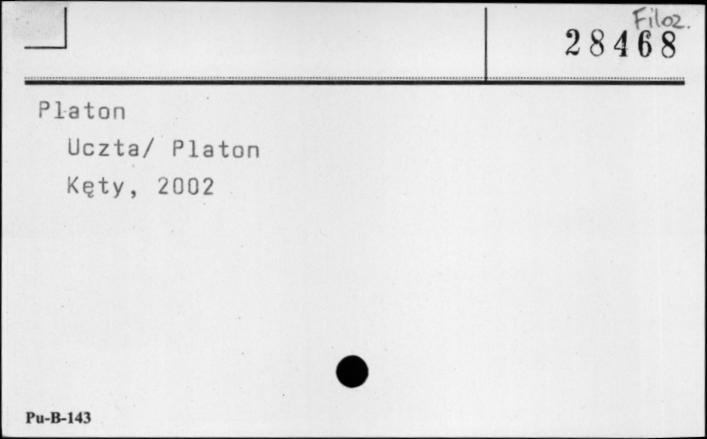 Filoz.
28468
Platon
Uczta/ Platon
Kęty, 2002
Pu-B-143